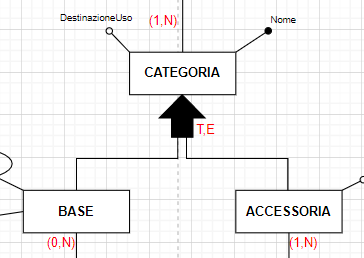 DestinazioneUso
(1,N)
Nome
CATEGORIA
T,E
BASE
ACCESSORIA
(0,N)
(1,N)